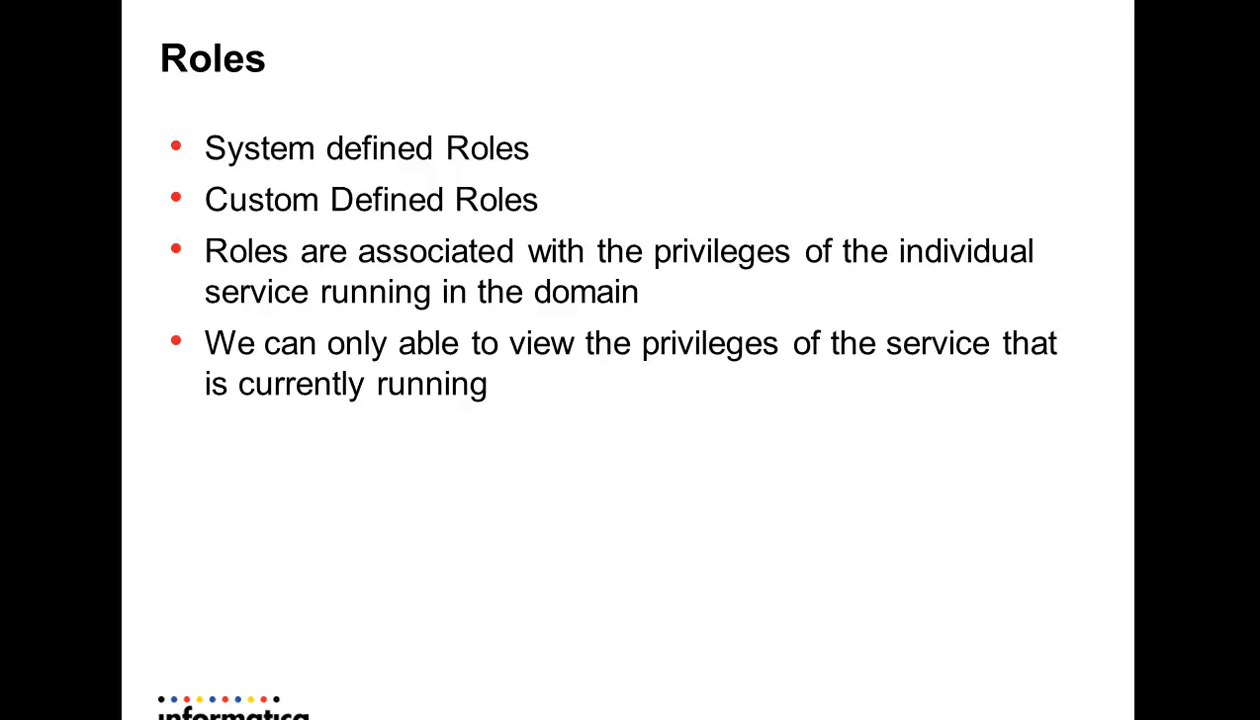 Roles
• System defined Roles
• Custom Defined Roles
• Roles are associated with the privileges of the individual
service running in the domain
• We can only able to view the privileges of the service that
is currently running
informatica